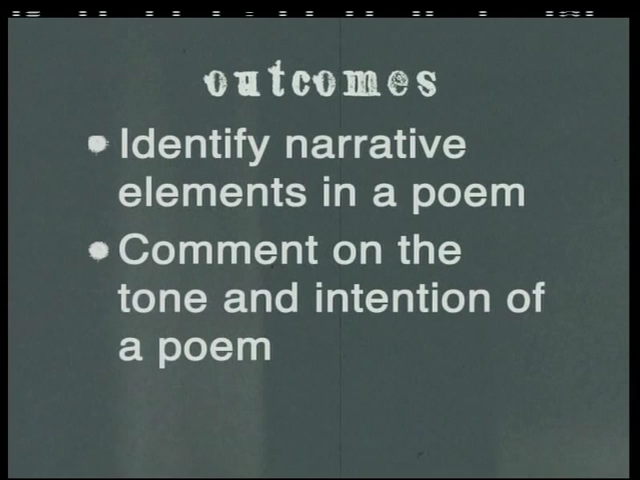 outcomes
Identify narrative
elements in a poem
Comment on the
tone and intention of
a poem